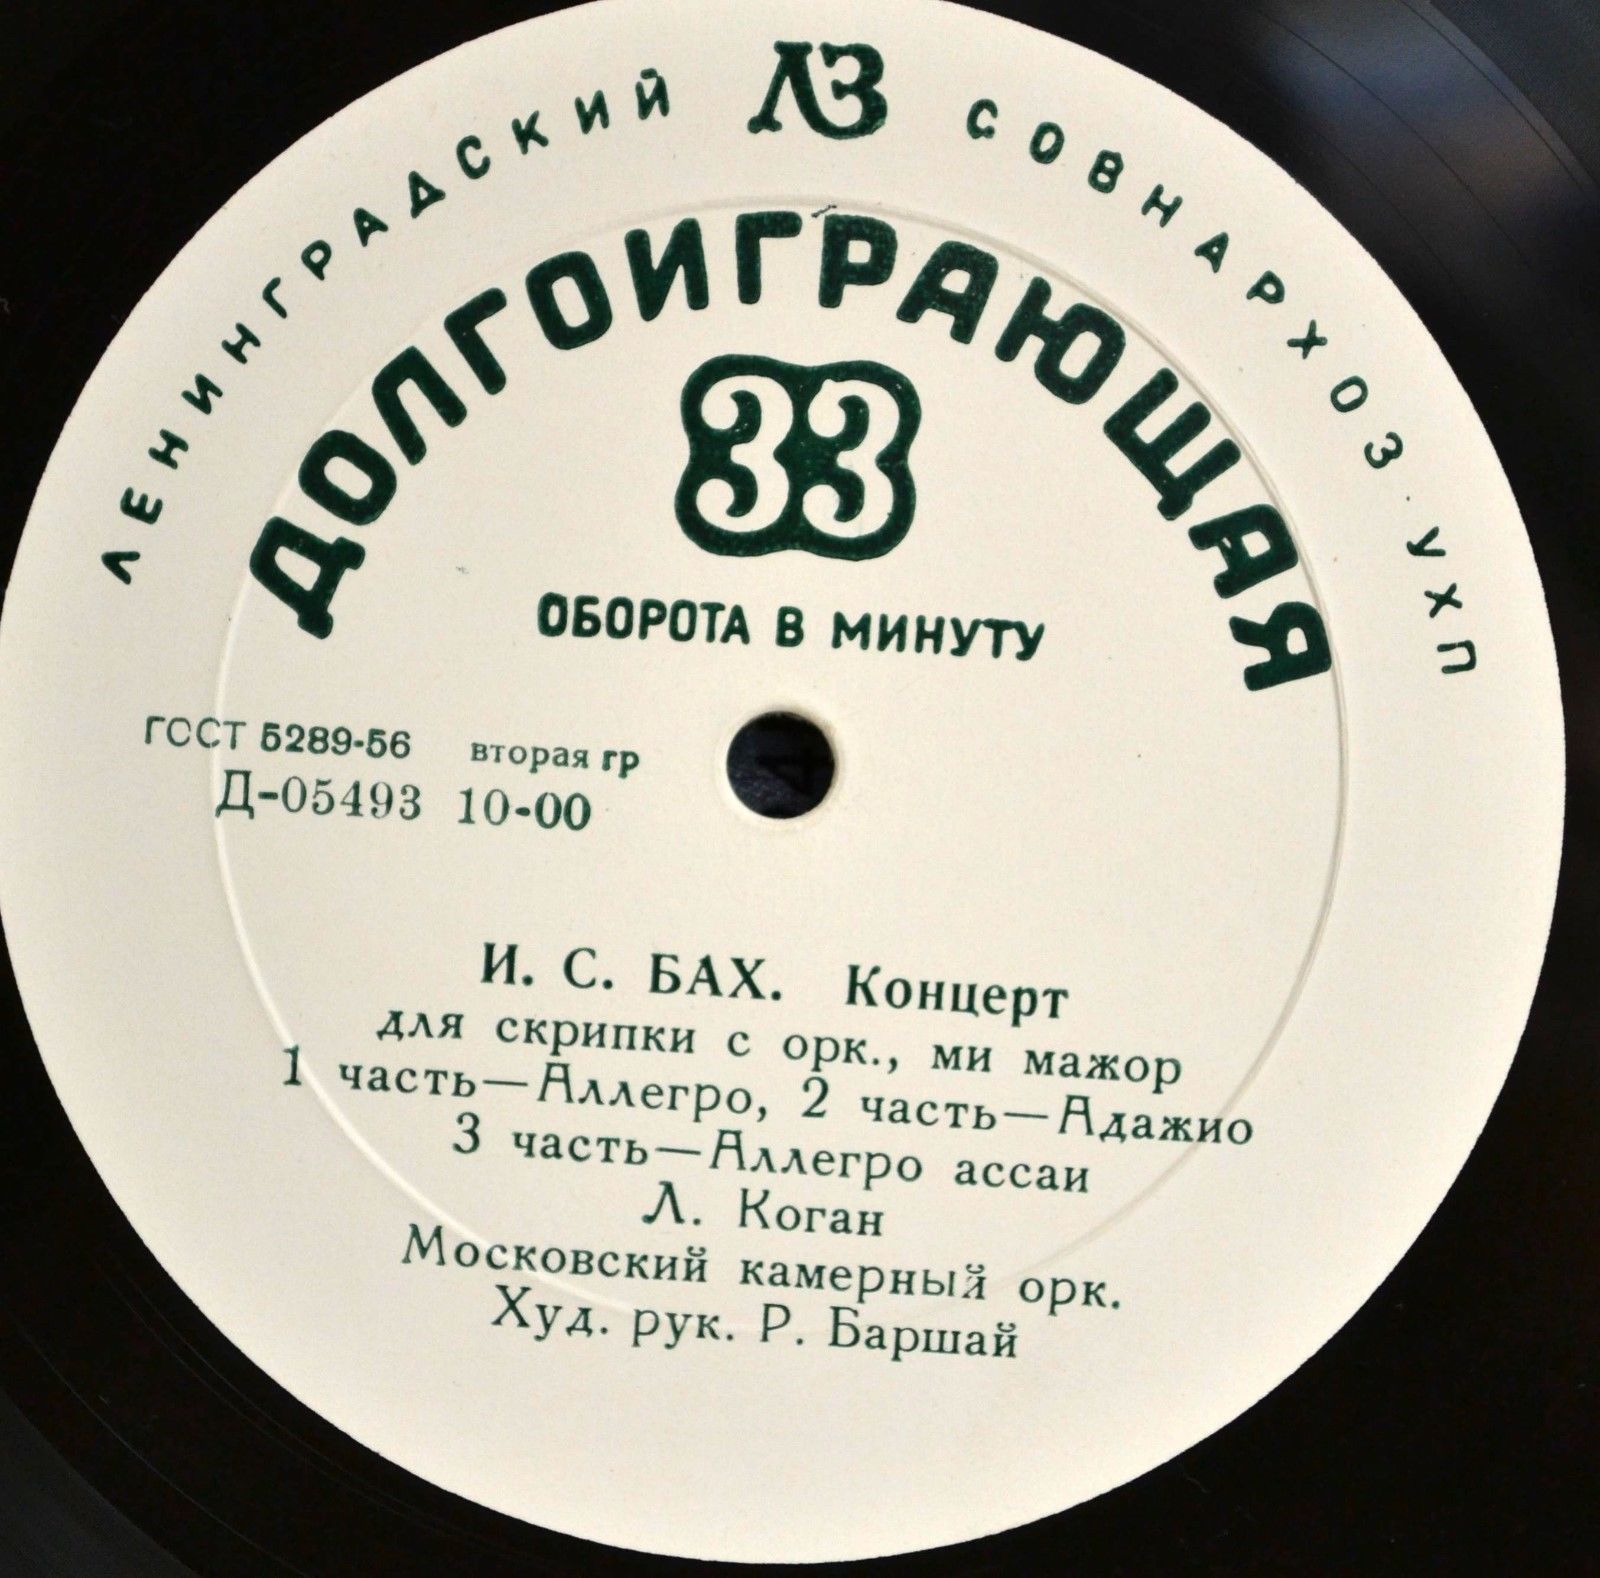 ЛЕНИНГРАДСКИЙ ЛЗ СОВНАРХОЗ·УХП
ДОЛГОИГРАЮЩАЯ
33
ОБОРОТА В МИНУТУ
ГОСТ 5289-56 вторая гр
Д-05493 10-00
И. С. БАХ. Концерт
для скрипки с орк., ми мажор
1 часть—Аллегро, 2 часть—Адажио
3 часть—Аллегро ассаи
Л. Коган
Московский камерный орк.
Худ. рук. Р. Баршай